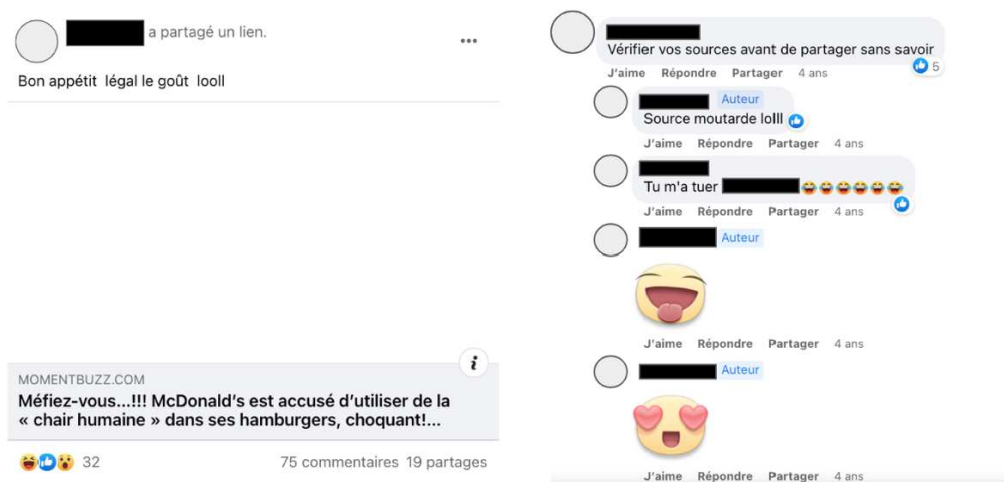 a partagé un lien.
Bon appétit légal le goût looll
MOMENTBUZZ.COM
Méfiez-vous...!!! McDonald's est accusé d'utiliser de la
« chair humaine » dans ses hamburgers, choquant!...
32
75 commentaires 19 partages
Vérifier vos sources avant de partager sans savoir
5
J'aime Répondre Partager 4 ans
Auteur
Source moutarde lolll
J'aime Répondre Partager 4 ans
Tu m'a tuer
J'aime Répondre Partager 4 ans
Auteur
J'aime Répondre Partager 4 ans
Auteur
J'aime Répondre Partager 4 ans